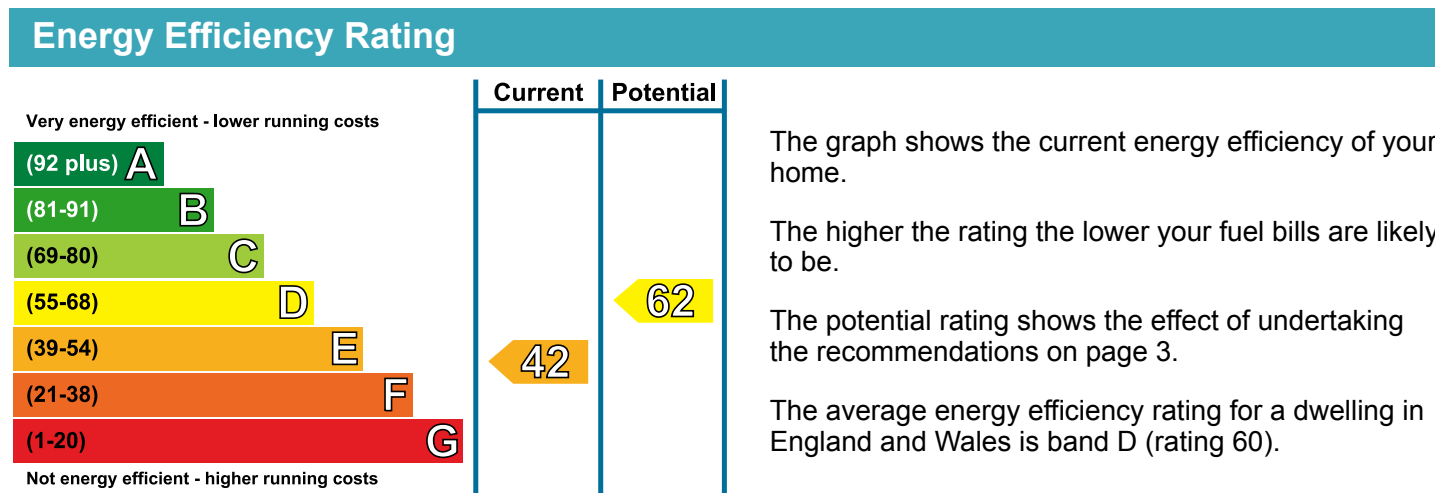 Energy Efficiency Rating
Current Potential
Very energy efficient - lower running costs
(92 plus) A
(81-91) B
(69-80) C
(55-68) D
62
(39-54) E
42
(21-38) F
(1-20) G
Not energy efficient - higher running costs
The graph shows the current energy efficiency of your
home.
The higher the rating the lower your fuel bills are likely
to be.
The potential rating shows the effect of undertaking
the recommendations on page 3.
The average energy efficiency rating for a dwelling in
England and Wales is band D (rating 60).